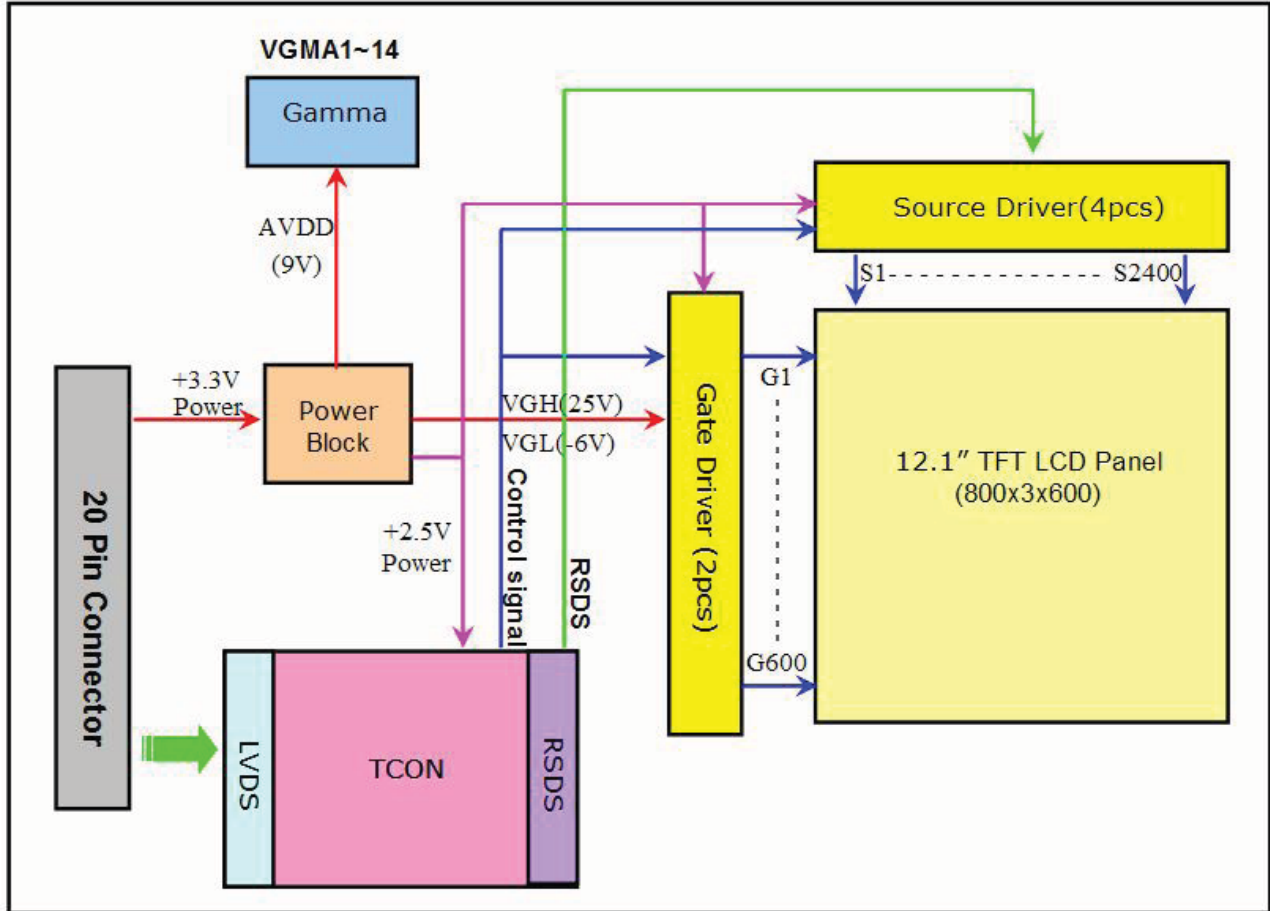 VGMA1~14
Gamma
AVDD
(9V)
Source Driver(4pcs)
S1
S2400
+3.3V
Power
Power
Block
VGH(25V)
VGL(-6V)
G1
Gate Driver (2pcs)
12.1” TFT LCD Panel
(800x3x600)
20 Pin Connector
+2.5V
Power
Control signal
RSDS
G600
LVDS
TCON
RSDS